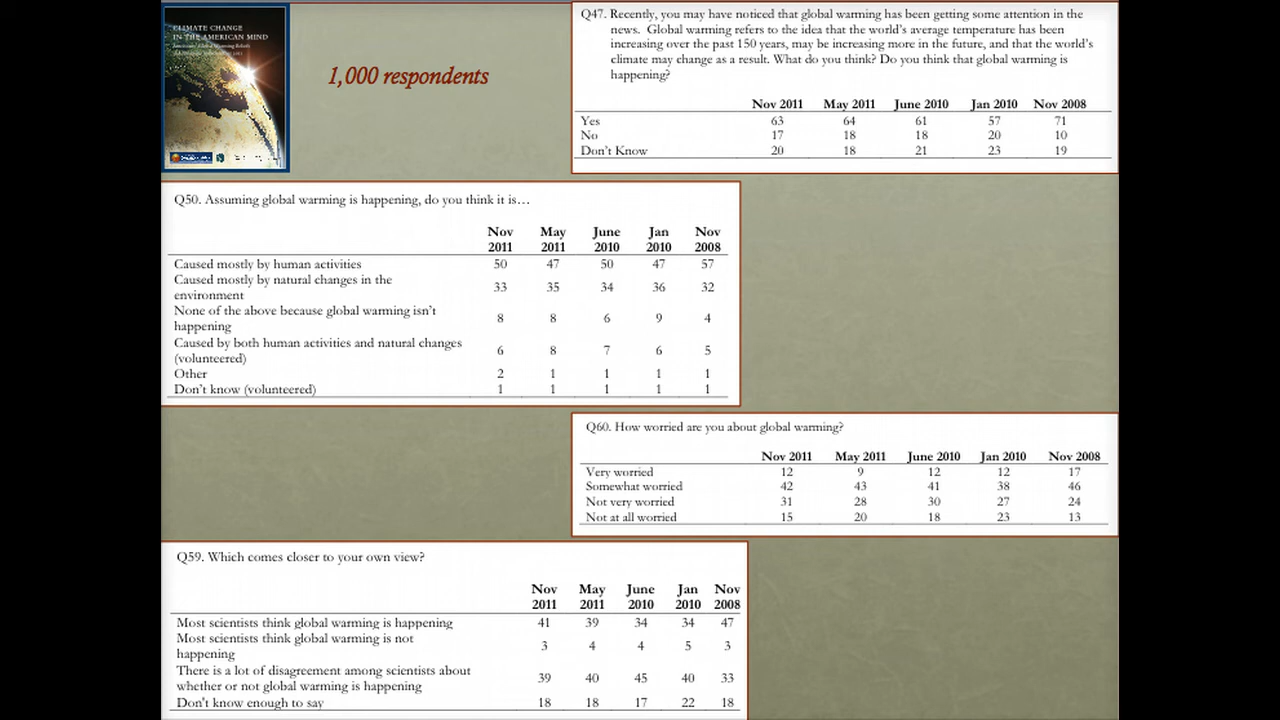 CLIMATE CHANGE
IN THE AMERICAN MIND
1,000 respondents
Q47. Recently, you may have noticed that global warming has been getting some attention in the
news. Global warming refers to the idea that the world's average temperature has been
increasing over the past 150 years, may be increasing more in the future, and that the world's
climate may change as a result. What do you think? Do you think that global warming is
happening?
Nov 2011 May 2011 June 2010 Jan 2010 Nov 2008
Yes 63 64 61 57 71
No 17 18 18 20 10
Don't Know 20 18 21 23 19
Q50. Assuming global warming is happening, do you think it is…
Nov May June Jan Nov
2011 2011 2010 2010 2008
Caused mostly by human activities 50 47 50 47 57
Caused mostly by natural changes in the
environment 33 35 34 36 32
None of the above because global warming isn't
happening 8 8 6 9 4
Caused by both human activities and natural changes
(volunteered) 6 8 7 6 5
Other 2 1 1 1 1
Don't know (volunteered) 1 1 1 1 1
Q60. How worried are you about global warming?
Nov 2011 May 2011 June 2010 Jan 2010 Nov 2008
Very worried 12 9 12 12 17
Somewhat worried 42 43 41 38 46
Not very worried 31 28 30 27 24
Not at all worried 15 20 18 23 13
Q59. Which comes closer to your own view?
Nov May June Jan Nov
2011 2011 2010 2010 2008
Most scientists think global warming is happening 41 39 34 34 47
Most scientists think global warming is not
happening 3 4 4 5 3
There is a lot of disagreement among scientists about
whether or not global warming is happening 39 40 45 40 33
Don't know enough to say 18 18 17 22 18